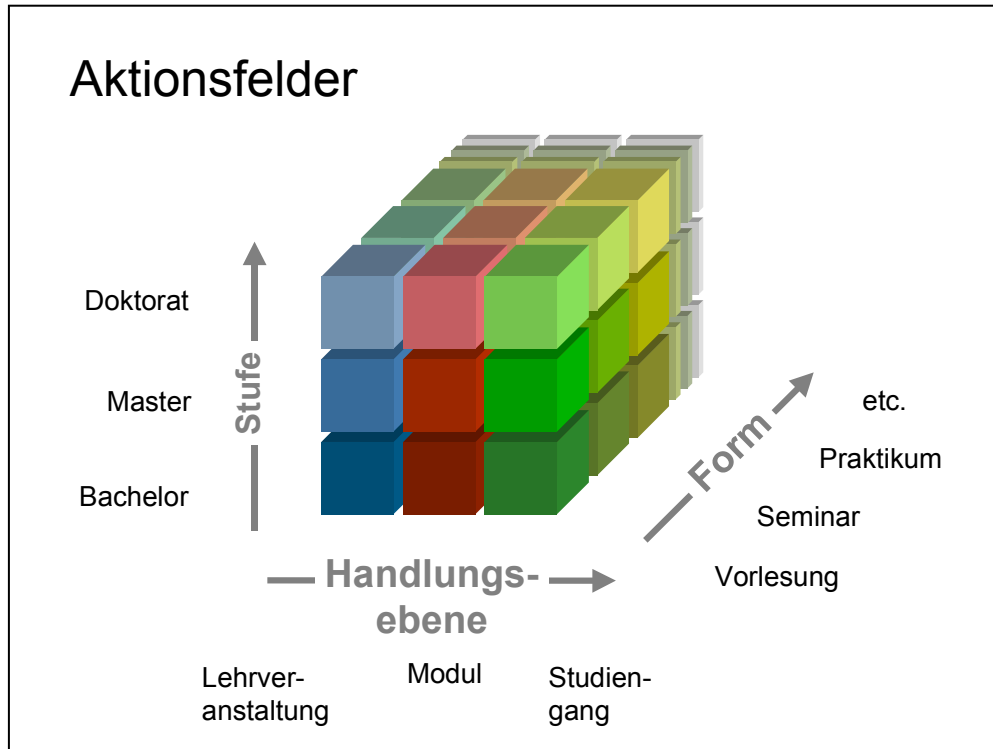 Aktionsfelder
Doktorat
Master
Bachelor
Stufe
Form
etc.
Praktikum
Seminar
Vorlesung
Handlungs-
ebene
Lehrver-
anstaltung
Modul
Studien-
gang